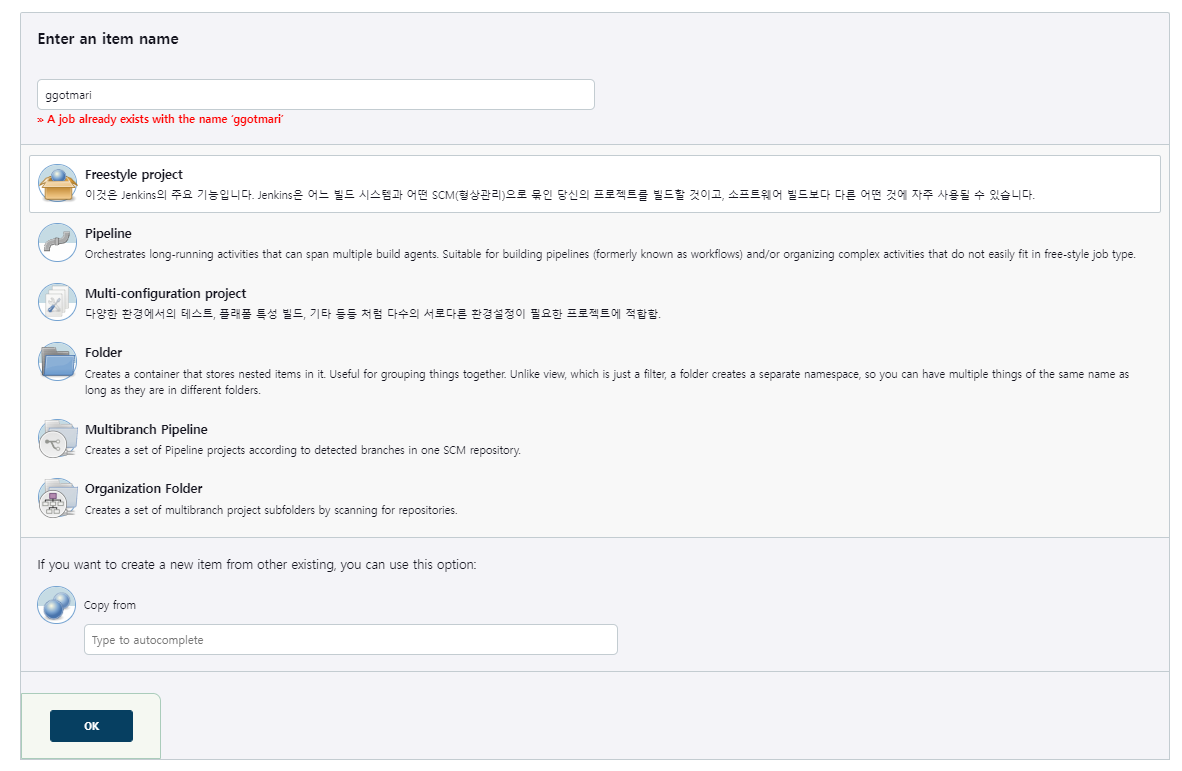 Enter an item name
ggotmari
» A job already exists with the name ‘ggotmari’
Freestyle project
이것은 Jenkins의 주요 기능입니다. Jenkins은 어느 빌드 시스템과 어떤 SCM(형상관리)으로 묶인 당신의 프로젝트를 빌드할 것이고, 소프트웨어 빌드보다 다른 어떤 것에 자주 사용될 수 있습니다.
Pipeline
Orchestrates long-running activities that can span multiple build agents. Suitable for building pipelines (formerly known as workflows) and/or organizing complex activities that do not easily fit in free-style job type.
Multi-configuration project
다양한 환경에서의 테스트, 플래폼 특성 빌드, 기타 등등 처럼 다수의 서로다른 환경설정이 필요한 프로젝트에 적합함.
Folder
Creates a container that stores nested items in it. Useful for grouping things together. Unlike view, which is just a filter, a folder creates a separate namespace, so you can have multiple things of the same name as
long as they are in different folders.
Multibranch Pipeline
Creates a set of Pipeline projects according to detected branches in one SCM repository.
Organization Folder
Creates a set of multibranch project subfolders by scanning for repositories.
If you want to create a new item from other existing, you can use this option:
Copy from
Type to autocomplete
OK